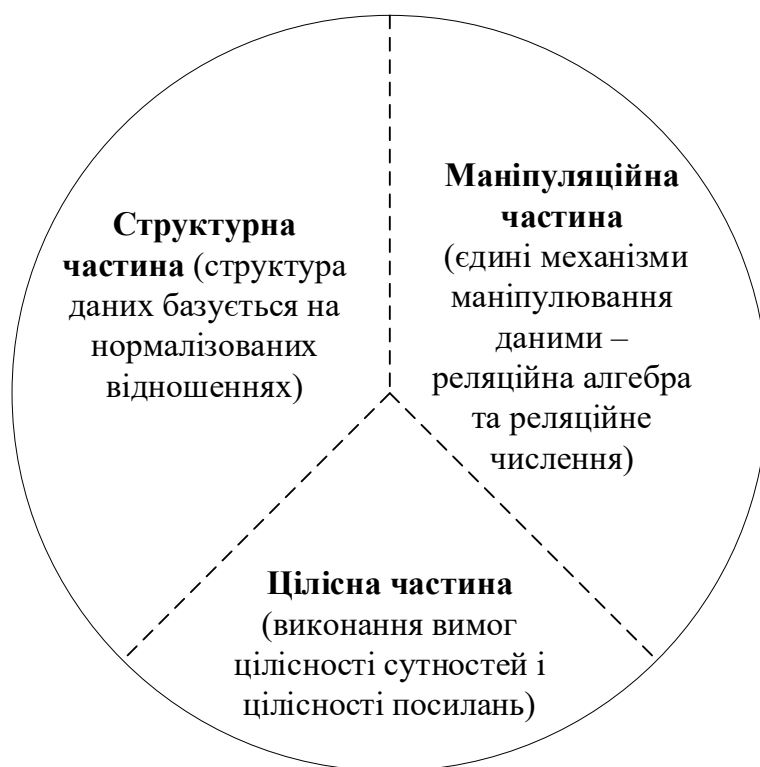 Структурна
частина (структура
даних базується на
нормалізованих
відношеннях)
Маніпуляційна
частина
(єдині механізми
маніпулювання
даними –
реляційна алгебра
та реляційне
числення)
Цілісна частина
(виконання вимог
цілісності сутностей і
цілісності посилань)